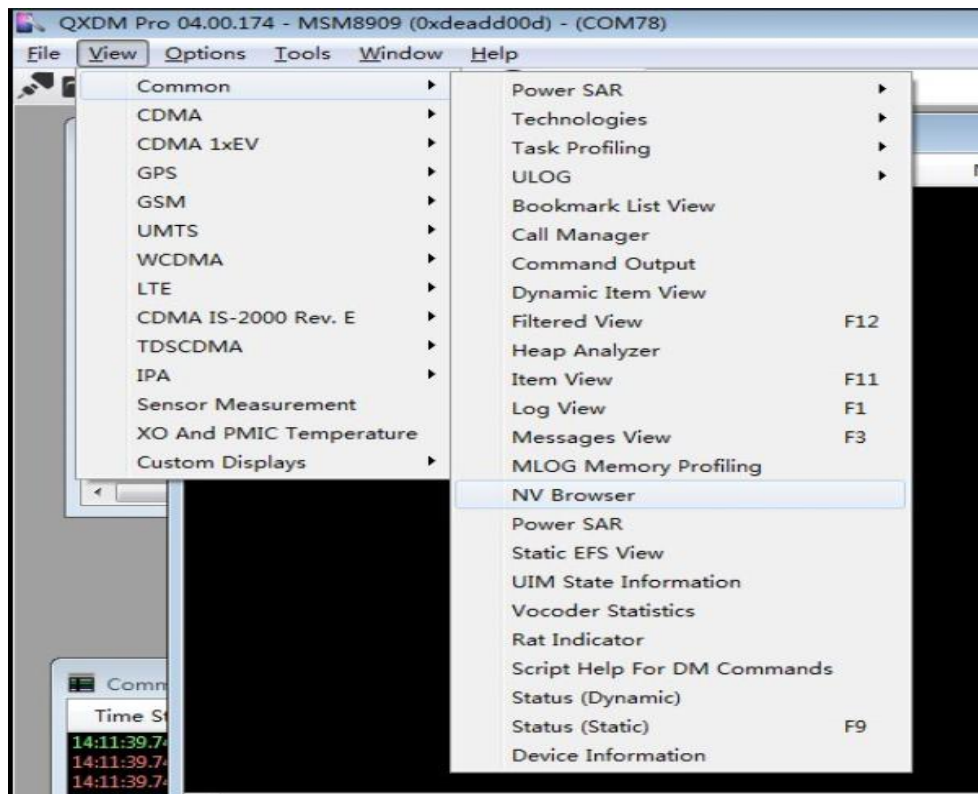 QXDM Pro 04.00.174 - MSM8909 (0xdeadd00d) - (COM78)
File View Options Tools Window Help
Common
CDMA
CDMA 1xEV
GPS
GSM
UMTS
WCDMA
LTE
CDMA IS-2000 Rev. E
TDSCDMA
IPA
Sensor Measurement
XO And PMIC Temperature
Custom Displays
Power SAR
Technologies
Task Profiling
ULOG
Bookmark List View
Call Manager
Command Output
Dynamic Item View
Filtered View F12
Heap Analyzer
Item View F11
Log View F1
Messages View F3
MLOG Memory Profiling
NV Browser
Power SAR
Static EFS View
UIM State Information
Vocoder Statistics
Rat Indicator
Script Help For DM Commands
Status (Dynamic)
Status (Static) F9
Device Information
Comm
Time St
14:11:39.74
14:11:39.74
14:11:39.74